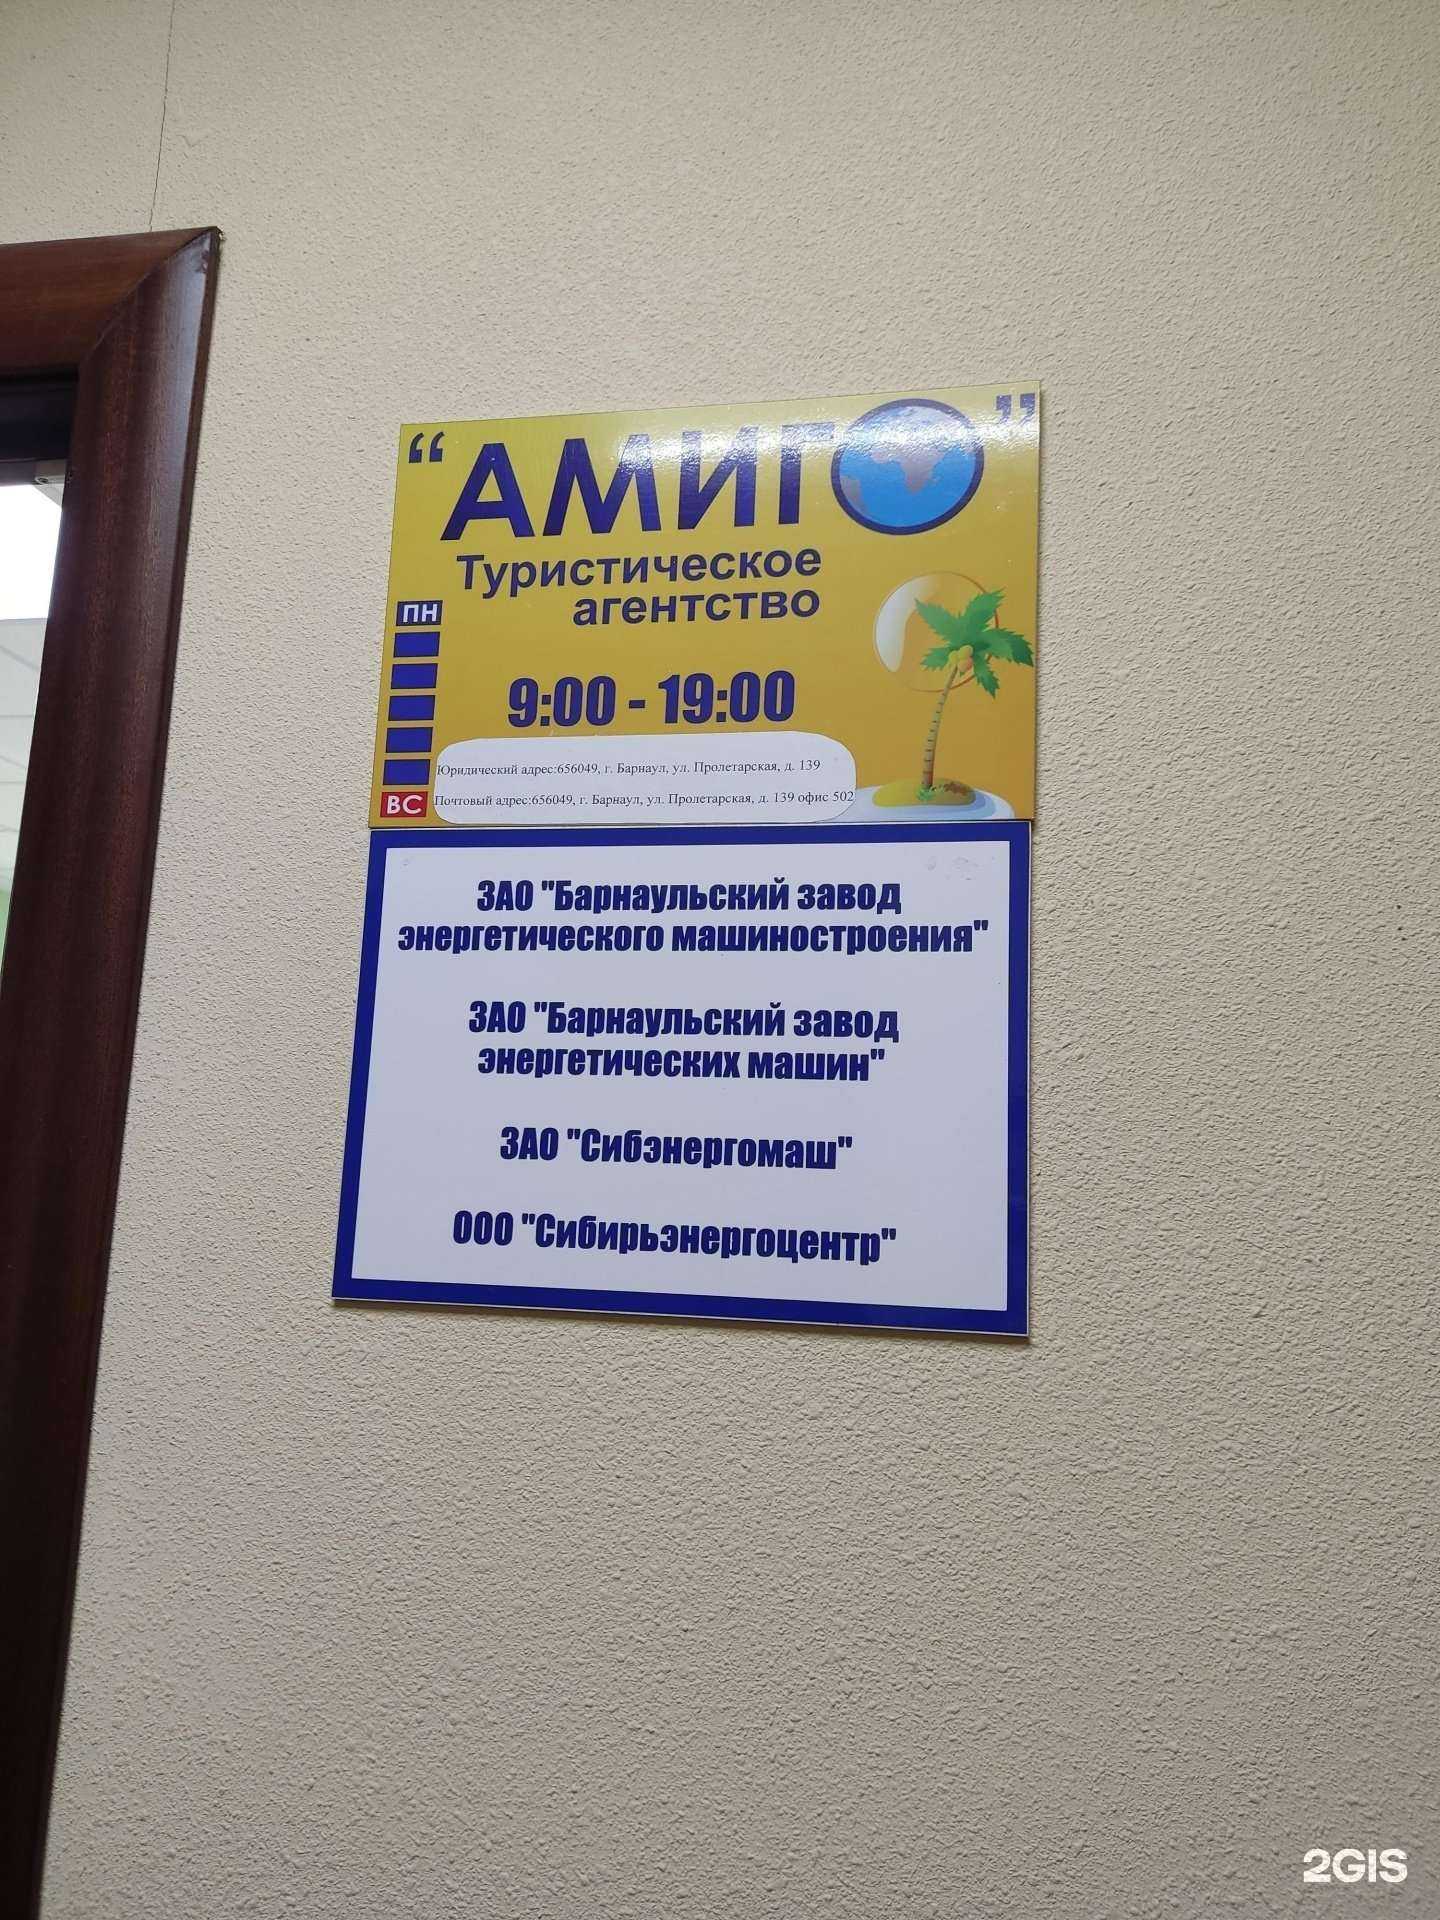 "АМИГО"
Туристическое
агентство
ПН
9:00 - 19:00
Юридический адрес:656049, г. Барнаул, ул. Пролетарская, д. 139
ВС
Почтовый адрес:656049, г. Барнаул, ул. Пролетарская, д. 139 офис 502
ЗАО "Барнаульский завод
энергетического машиностроения"
ЗАО "Барнаульский завод
энергетических машин"
ЗАО "Сибэнергомаш"
ООО "Сибирьэнергоцентр"
2GIS